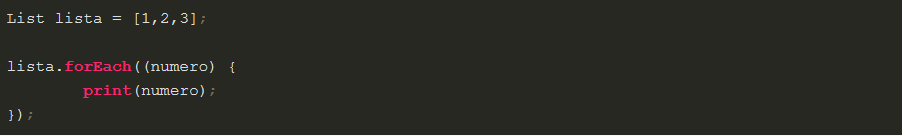 List lista = [1,2,3];
lista.forEach((numero) {
print(numero);
});